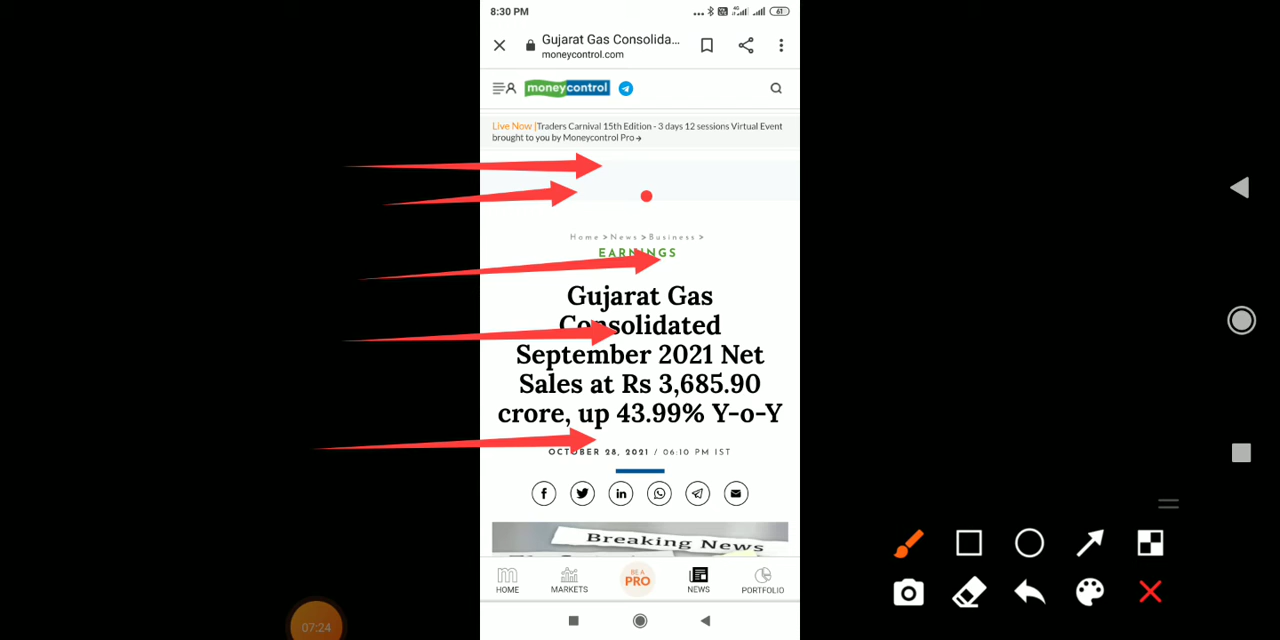 8:30 PM
4G
61
Gujarat Gas Consolida...
moneycontrol.com
moneycontrol
Live Now |Traders Carnival 15th Edition - 3 days 12 sessions Virtual Event
brought to you by Moneycontrol Pro→
Home > News > Business >
EARNINGS
Gujarat Gas
Consolidated
September 2021 Net
Sales at Rs 3,685.90
crore, up 43.99% Y-o-Y
OCTOBER 28, 2021 / 06:10 PM IST
Breaking News
BE A
PRO
HOME MARKETS NEWS PORTFOLIO
07:24